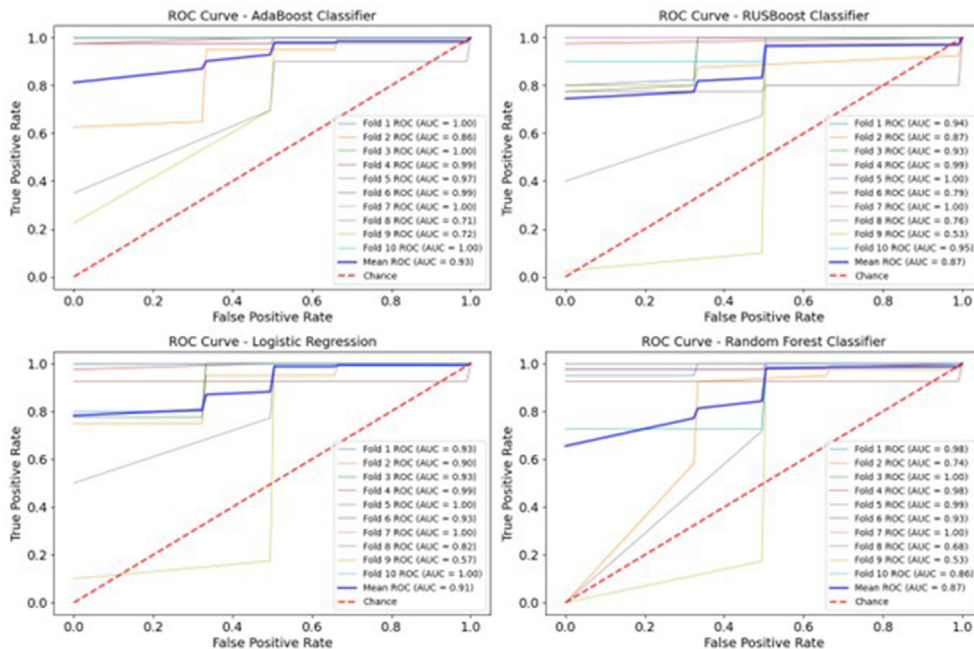 ROC Curve - AdaBoost Classifier
True Positive Rate
1.0
0.8
0.6
0.4
0.2
0.0
Fold 1 ROC (AUC = 1.00)
Fold 2 ROC (AUC = 0.86)
Fold 3 ROC (AUC = 1.00)
Fold 4 ROC (AUC = 0.99)
Fold 5 ROC (AUC = 0.97)
Fold 6 ROC (AUC = 0.99)
Fold 7 ROC (AUC = 1.00)
Fold 8 ROC (AUC = 0.71)
Fold 9 ROC (AUC = 0.72)
Fold 10 ROC (AUC = 1.00)
Mean ROC (AUC = 0.93)
Chance
0.0 0.2 0.4 0.6 0.8 1.0
False Positive Rate
ROC Curve - RUSBoost Classifier
True Positive Rate
1.0
0.8
0.6
0.4
0.2
0.0
Fold 1 ROC (AUC = 0.94)
Fold 2 ROC (AUC = 0.87)
Fold 3 ROC (AUC = 0.93)
Fold 4 ROC (AUC = 0.99)
Fold 5 ROC (AUC = 1.00)
Fold 6 ROC (AUC = 0.79)
Fold 7 ROC (AUC = 1.00)
Fold 8 ROC (AUC = 0.76)
Fold 9 ROC (AUC = 0.53)
Fold 10 ROC (AUC = 0.95)
Mean ROC (AUC = 0.87)
Chance
0.0 0.2 0.4 0.6 0.8 1.0
False Positive Rate
ROC Curve - Logistic Regression
True Positive Rate
1.0
0.8
0.6
0.4
0.2
0.0
Fold 1 ROC (AUC = 0.93)
Fold 2 ROC (AUC = 0.90)
Fold 3 ROC (AUC = 0.93)
Fold 4 ROC (AUC = 0.99)
Fold 5 ROC (AUC = 1.00)
Fold 6 ROC (AUC = 0.93)
Fold 7 ROC (AUC = 1.00)
Fold 8 ROC (AUC = 0.82)
Fold 9 ROC (AUC = 0.57)
Fold 10 ROC (AUC = 1.00)
Mean ROC (AUC = 0.91)
Chance
0.0 0.2 0.4 0.6 0.8 1.0
False Positive Rate
ROC Curve - Random Forest Classifier
True Positive Rate
1.0
0.8
0.6
0.4
0.2
0.0
Fold 1 ROC (AUC = 0.98)
Fold 2 ROC (AUC = 0.74)
Fold 3 ROC (AUC = 1.00)
Fold 4 ROC (AUC = 0.98)
Fold 5 ROC (AUC = 0.99)
Fold 6 ROC (AUC = 0.93)
Fold 7 ROC (AUC = 1.00)
Fold 8 ROC (AUC = 0.68)
Fold 9 ROC (AUC = 0.53)
Fold 10 ROC (AUC = 0.86)
Mean ROC (AUC = 0.87)
Chance
0.0 0.2 0.4 0.6 0.8 1.0
False Positive Rate